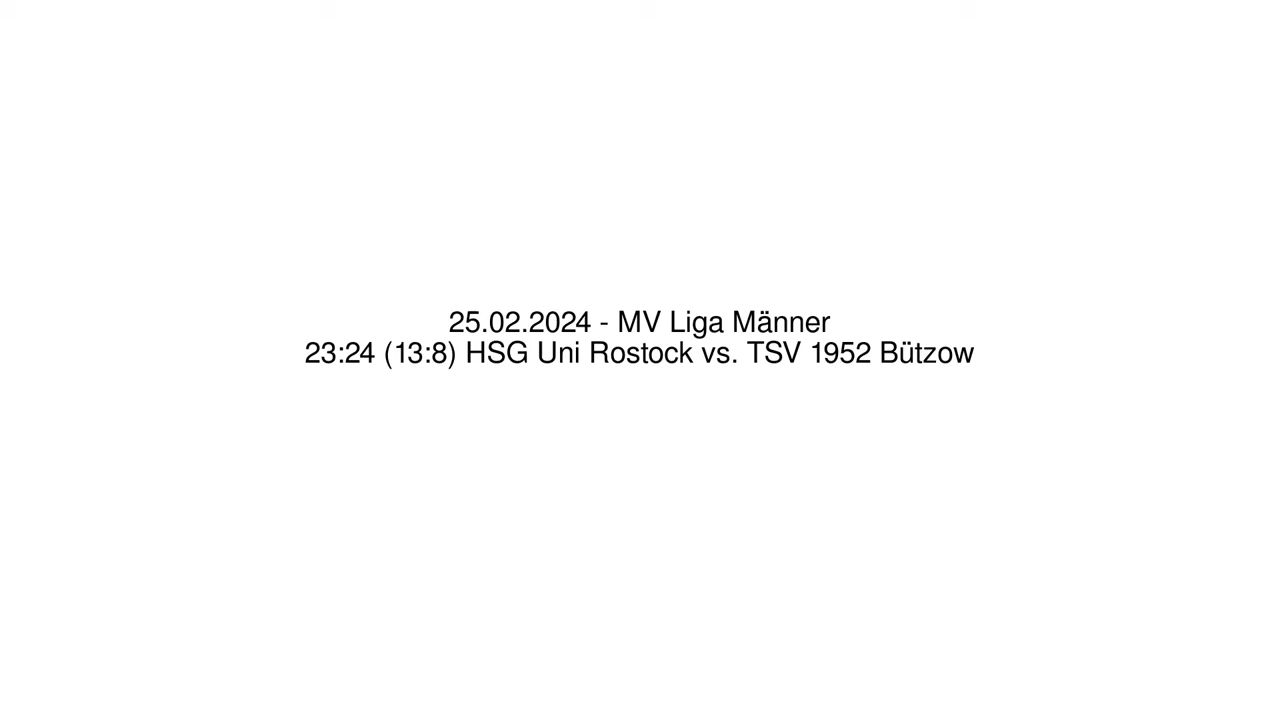 25.02.2024 - MV Liga Männer
23:24 (13:8) HSG Uni Rostock vs. TSV 1952 Bützow